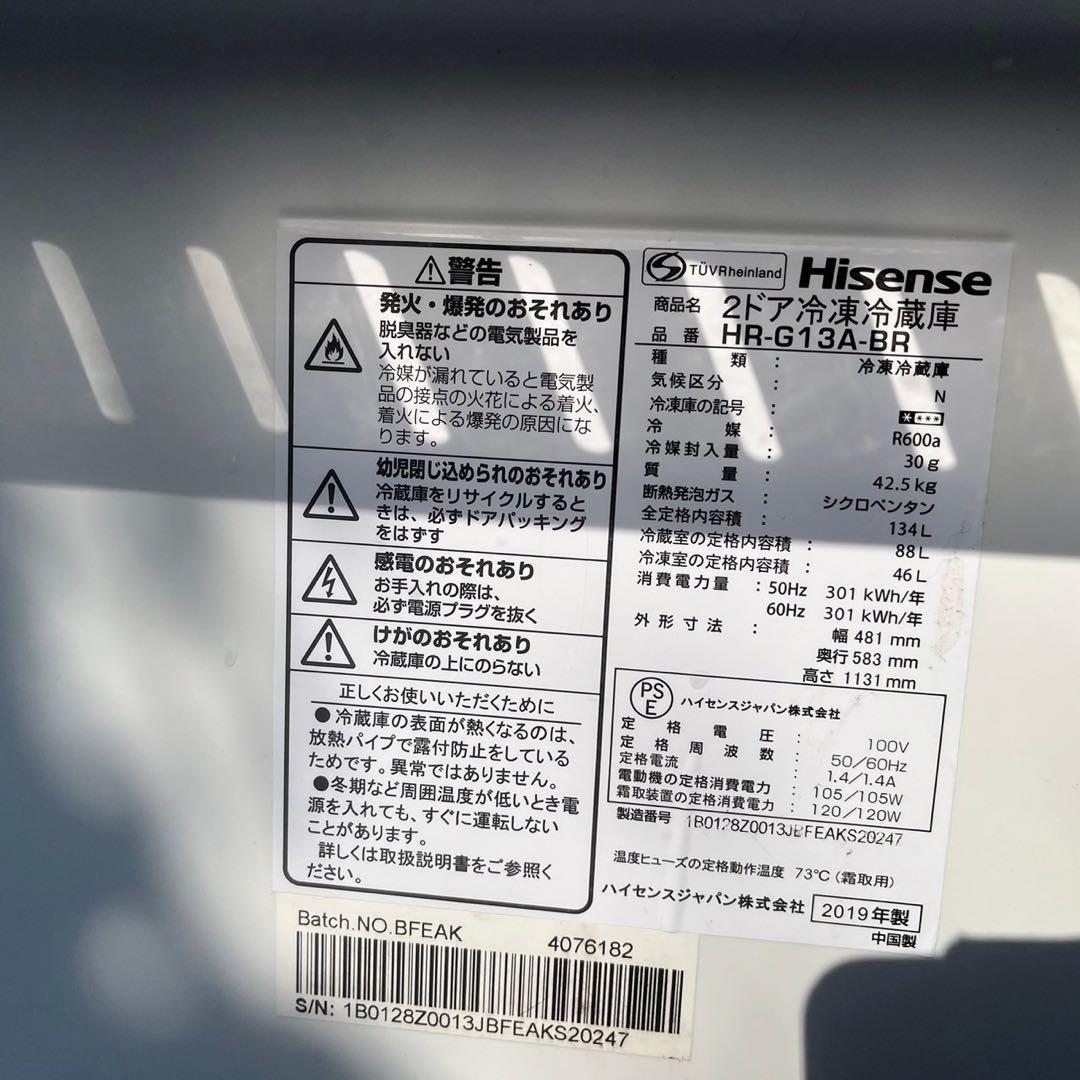 ⚠警告
発火・爆発のおそれあり
脱臭器などの電気製品を
入れない
冷媒が漏れていると電気製
品の接点の火花による着火、
着火による爆発の原因にな
ります。
幼児閉じ込められのおそれあり
冷蔵庫をリサイクルすると
きは、必ずドアパッキング
をはずす
感電のおそれあり
お手入れの際は、
必ず電源プラグを抜く
けがのおそれあり
冷蔵庫の上にのらない
正しくお使いいただくために
●冷蔵庫の表面が熱くなるのは、
放熱パイプで露付防止をしている
ためです。異常ではありません。
●冬期など周囲温度が低いとき電
源を入れても、すぐに運転しない
ことがあります。
詳しくは取扱説明書をご参照く
ださい。
TÜVRheinland Hisense
商品名 2ドア冷凍冷蔵庫
品番 HR-G13A-BR
種類 : 冷凍冷蔵庫
気候区分 : N
冷凍庫の記号 : ****
冷媒 : R600a
冷媒封入量 : 30g
質量 : 42.5kg
断熱発泡ガス : シクロペンタン
全定格内容積 : 134L
冷蔵室の定格内容積 : 88L
冷凍室の定格内容積 : 46L
消費電力量 : 50Hz 301 kWh/年
60Hz 301 kWh/年
外形寸法 : 幅 481 mm
奥行 583 mm
高さ 1131 mm
PSE ハイセンスジャパン株式会社
定格電圧 : 100V
定格周波数 : 50/60Hz
定格電流 : 1.4/1.4A
電動機の定格消費電力 : 105/105W
霜取装置の定格消費電力 : 120/120W
製造番号 1B0128Z0013JBFEAKS20247
温度ヒューズの定格動作温度 73℃(霜取用)
ハイセンスジャパン株式会社 2019年製
中国製
Batch.NO.BFEAK 4076182
S/N: 1B0128Z0013JBFEAKS20247